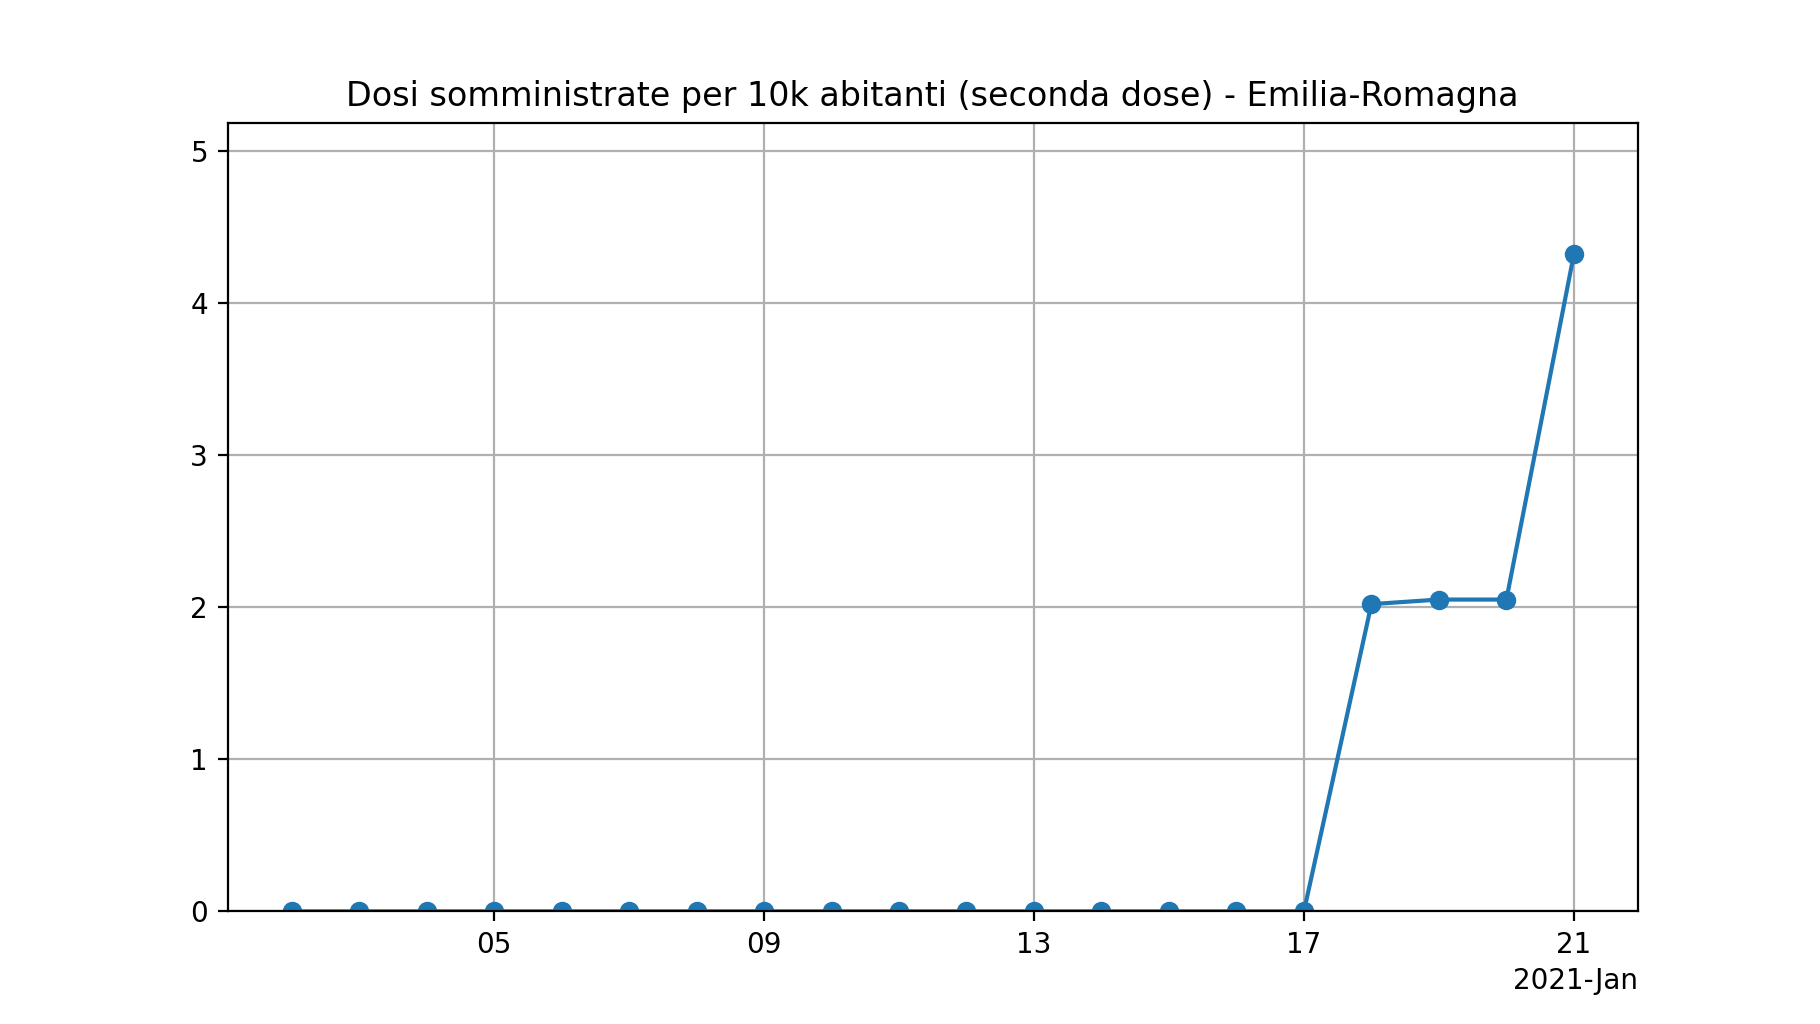 Dosi somministrate per 10k abitanti (seconda dose) - Emilia-Romagna
5
4
3
2
1
0
05 09 13 17 21
2021-Jan